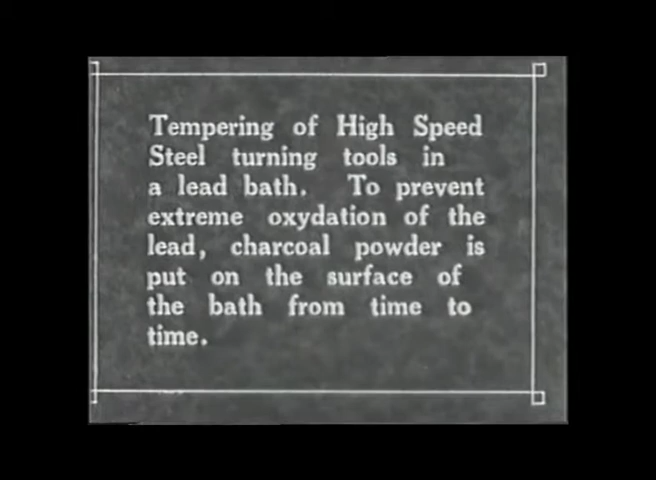 Tempering of High Speed
Steel turning tools in
a lead bath. To prevent
extreme oxydation of the
lead, charcoal powder is
put on the surface of
the bath from time to
time.